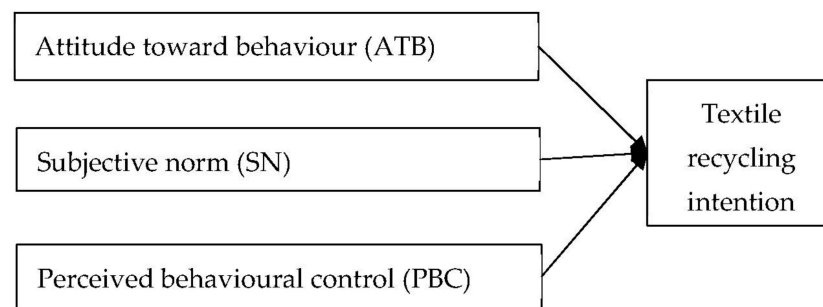 Attitude toward behaviour (ATB)
Subjective norm (SN)
Perceived behavioural control (PBC)
Textile
recycling
intention